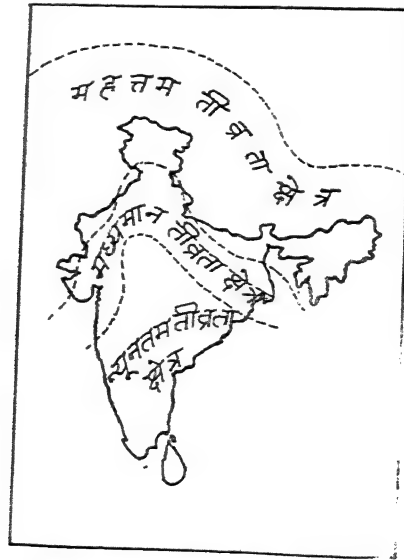 महत्तम तीव्रता क्षेत्र
मध्यमान तीव्रता क्षेत्र
न्यूनतम तीव्रता
क्षेत्र